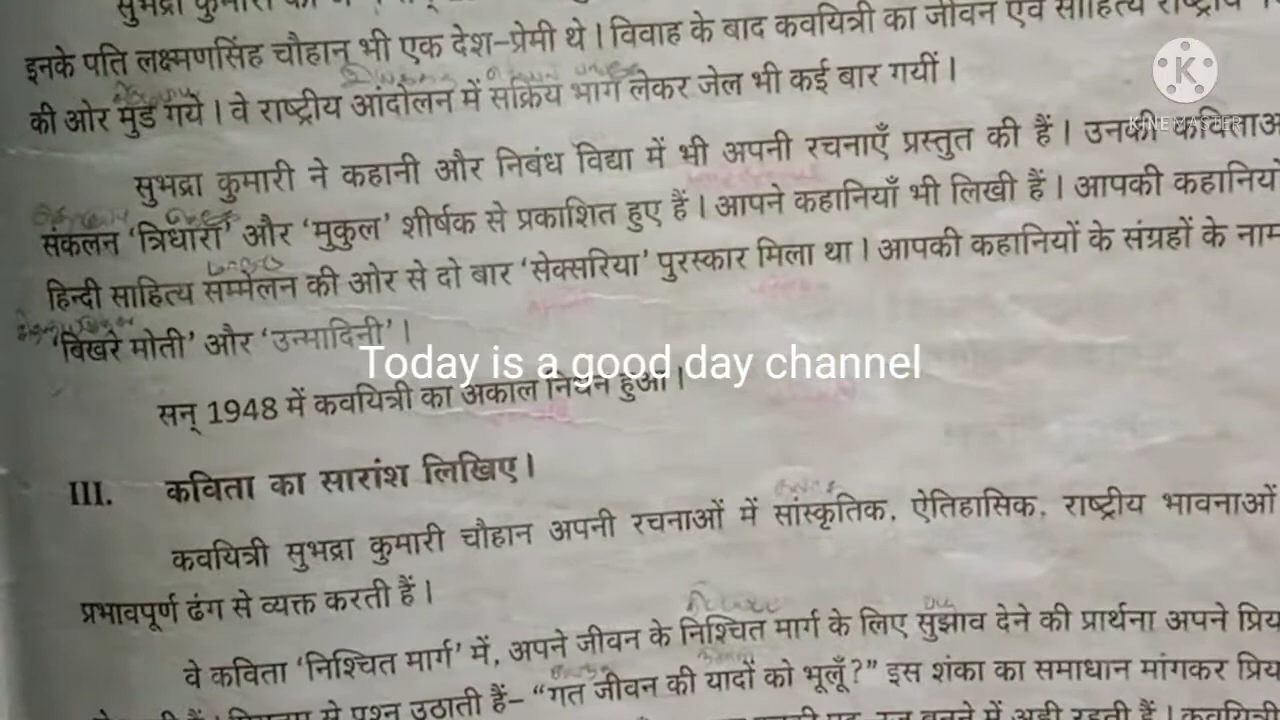 सुभद्रा कुमारी
इनके पति लक्ष्मणसिंह चौहान् भी एक देश-प्रेमी थे । विवाह के बाद कवयित्री का जीवन एवं साहित्य राष्ट्रीय
की ओर मुड गये । वे राष्ट्रीय आंदोलन में सक्रिय भाग लेकर जेल भी कई बार गयीं ।
K
KINEMASTER
सुभद्रा कुमारी ने कहानी और निबंध विद्या में भी अपनी रचनाएँ प्रस्तुत की हैं । उनकी
संकलन ‘त्रिधारा’ और ‘मुकुल’ शीर्षक से प्रकाशित हुए हैं । आपने कहानियाँ भी लिखी हैं । आपकी
हिन्दी साहित्य सम्मेलन की ओर से दो बार ‘सेक्सरिया’ पुरस्कार मिला था । आपकी कहानियों के संग्रहों के नाम
‘बिखरे मोती’ और ‘उन्मादिनी’ ।
Today is a good day channel
सन् 1948 में कवयित्री का अकाल निधन हुआ ।
III. कविता का सारांश लिखिए ।
कवयित्री सुभद्रा कुमारी चौहान अपनी रचनाओं में सांस्कृतिक, ऐतिहासिक, राष्ट्रीय भावनाओं
प्रभावपूर्ण ढंग से व्यक्त करती हैं ।
वे कविता ‘निश्चित मार्ग’ में, अपने जीवन के निश्चित मार्ग के लिए सुझाव देने की प्रार्थना अपने प्रिय
प्रश्न उठाती हैं– “गत जीवन की यादों को भूलूँ?” इस शंका का समाधान मांगकर प्रिय